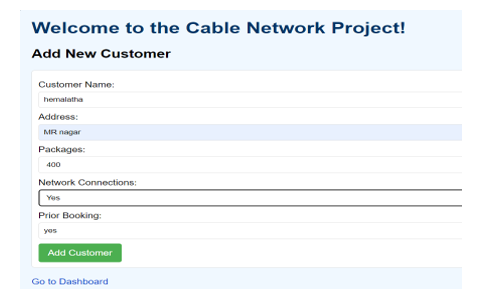 Welcome to the Cable Network Project!
Add New Customer
Customer Name:
hemalatha
Address:
MR nagar
Packages:
400
Network Connections:
Yes
Prior Booking:
yes
Add Customer
Go to Dashboard